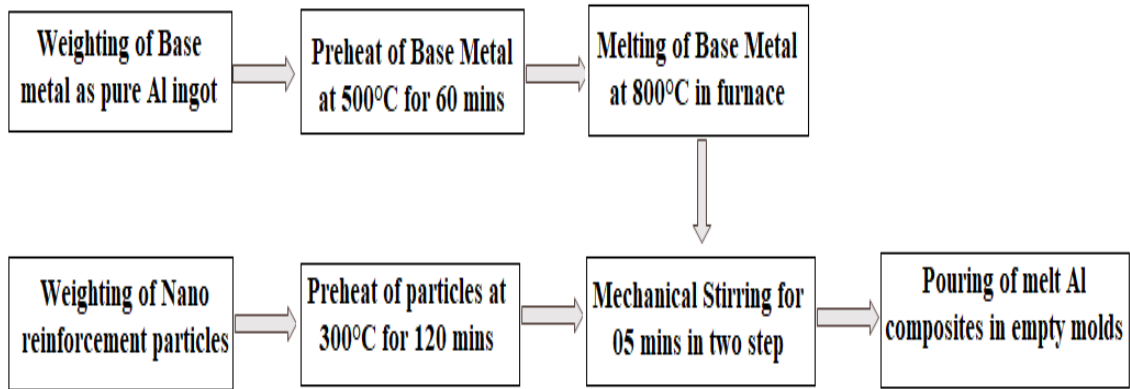 Weighting of Base
metal as pure Al ingot
Preheat of Base Metal
at 500°C for 60 mins
Melting of Base Metal
at 800°C in furnace
Weighting of Nano
reinforcement particles
Preheat of particles at
300°C for 120 mins
Mechanical Stirring for
05 mins in two step
Pouring of melt Al
composites in empty molds